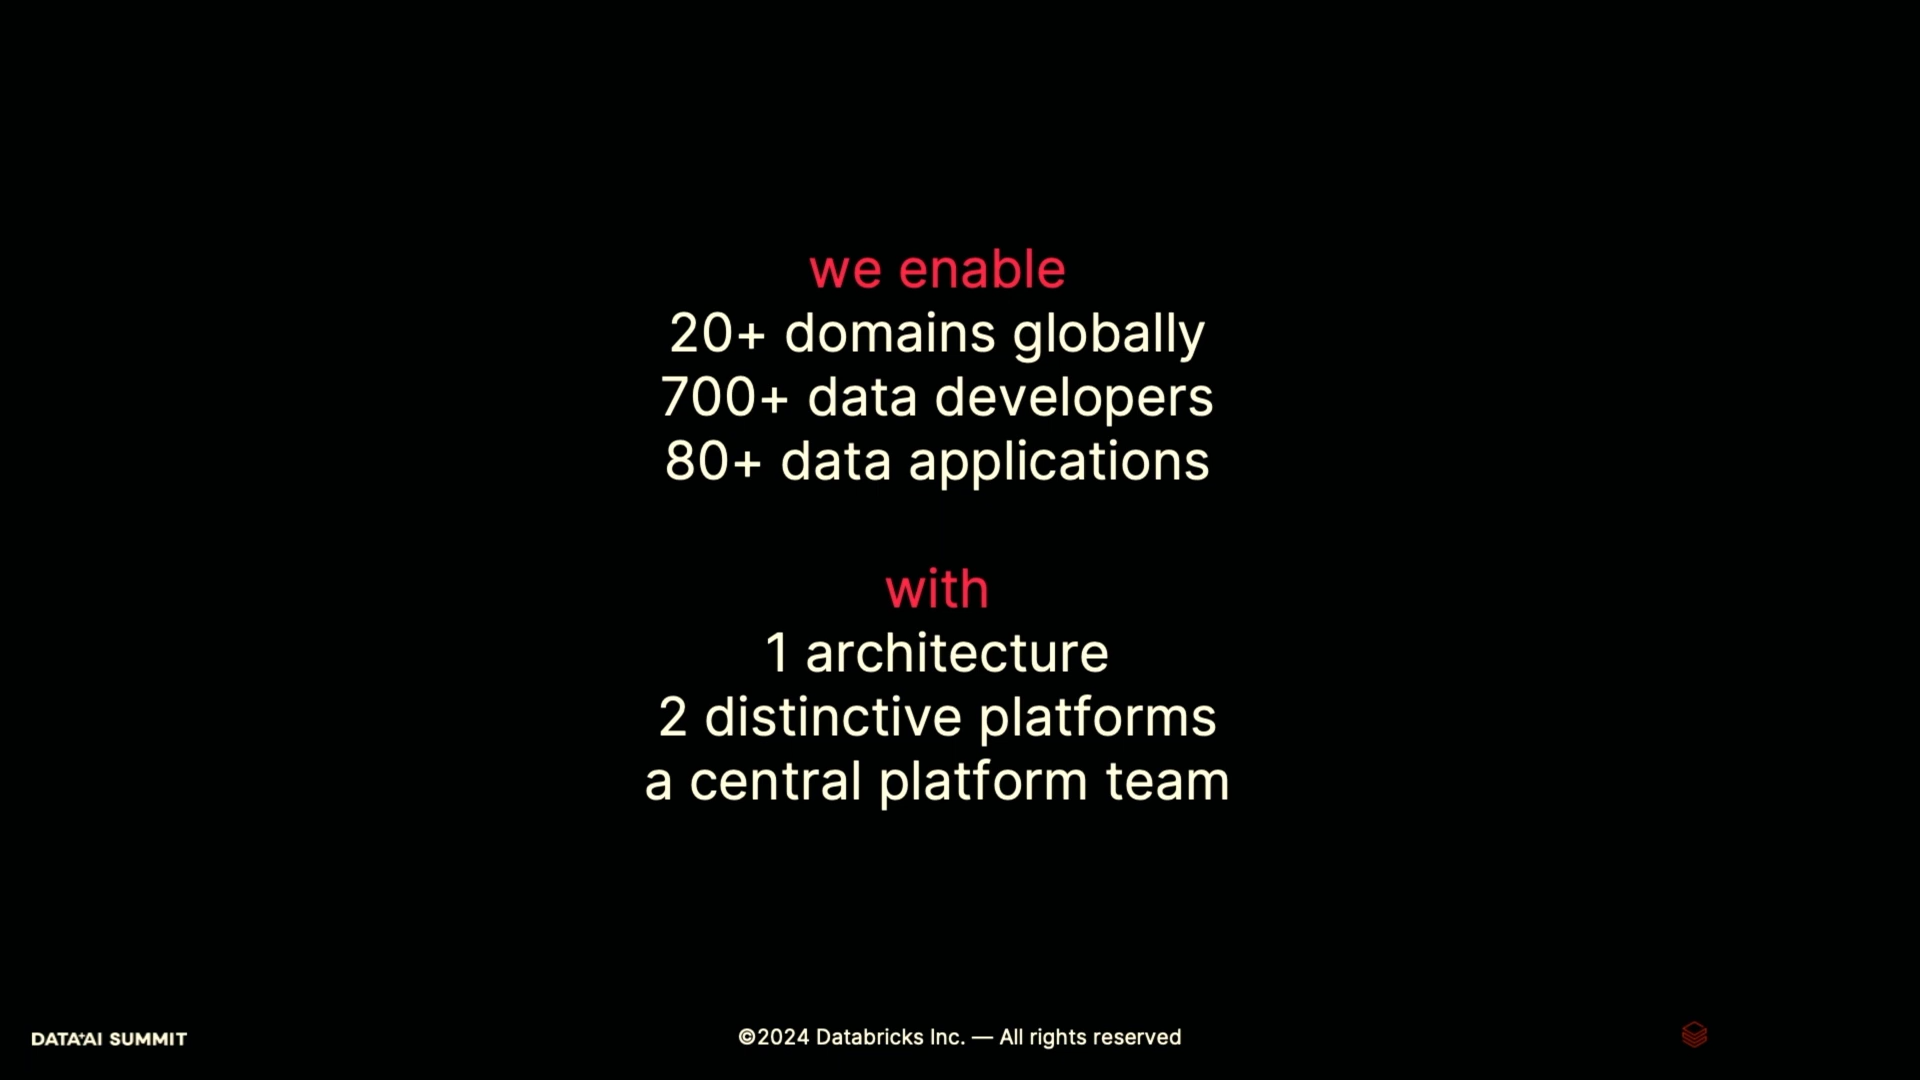 we enable
20+ domains globally
700+ data developers
80+ data applications
with
1 architecture
2 distinctive platforms
a central platform team
DATA+AI SUMMIT
©2024 Databricks Inc. — All rights reserved